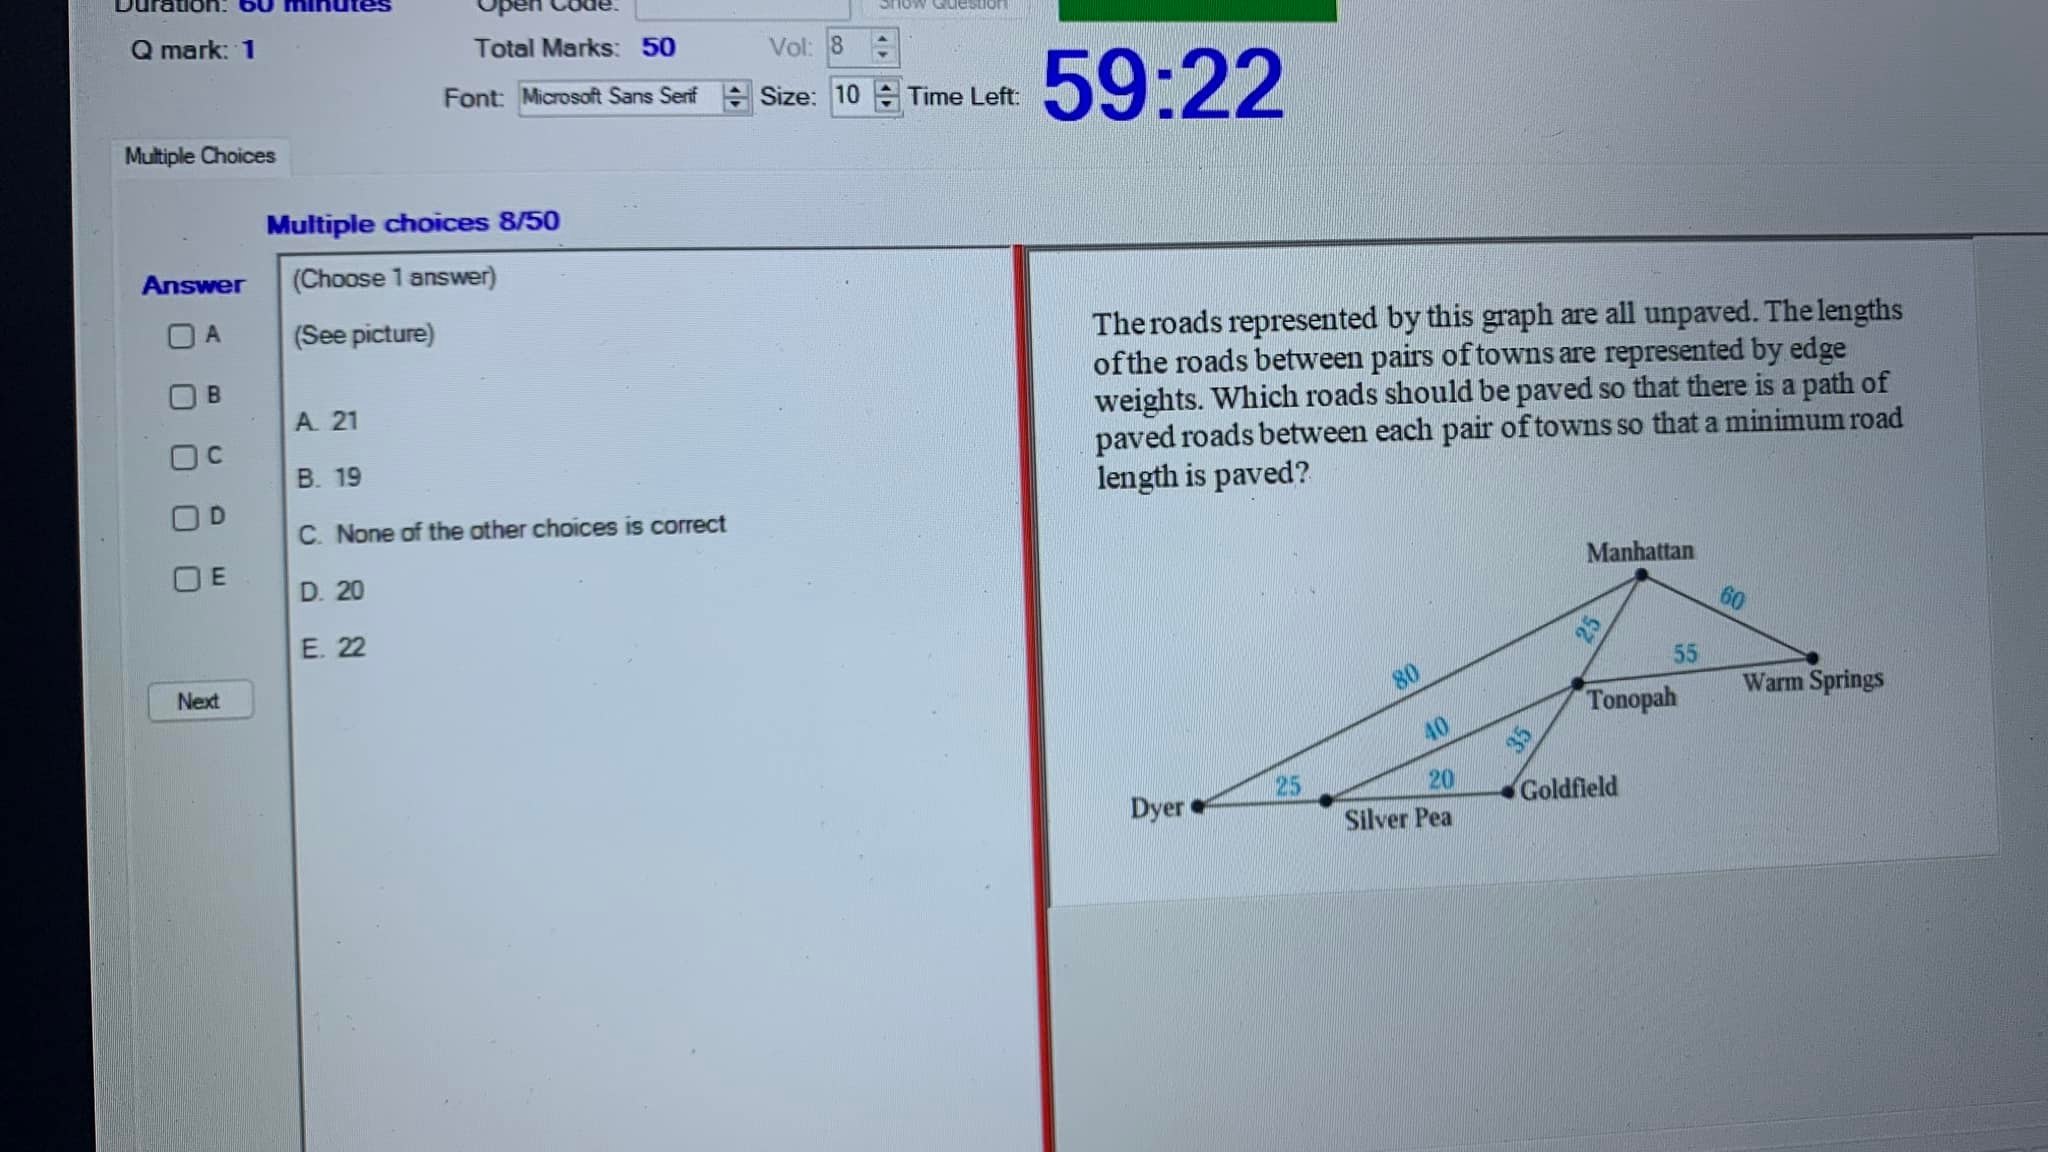 Duration: 60 minutes
Open Code:
Show Question
Q mark: 1
Total Marks: 50
Vol: 8
Font: Microsoft Sans Serif
Size: 10
Time Left: 59:22
Multiple Choices
Multiple choices 8/50
Answer
A
B
C
D
E
Next
(Choose 1 answer)
(See picture)
A. 21
B. 19
C. None of the other choices is correct
D. 20
E. 22
The roads represented by this graph are all unpaved. The lengths
of the roads between pairs of towns are represented by edge
weights. Which roads should be paved so that there is a path of
paved roads between each pair of towns so that a minimum road
length is paved?
Manhattan
60
25
55
80
Warm Springs
Tonopah
40
35
25
20
Goldfield
Dyer
Silver Pea